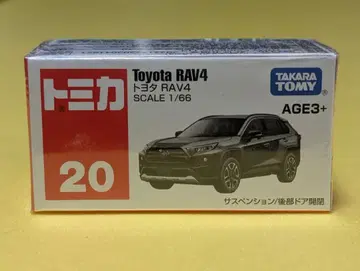 トミカ
20
Toyota RAV4
トヨタ RAV4
SCALE 1/66
TAKARA
TOMY
AGE3+
サスペンション/後部ドア開閉